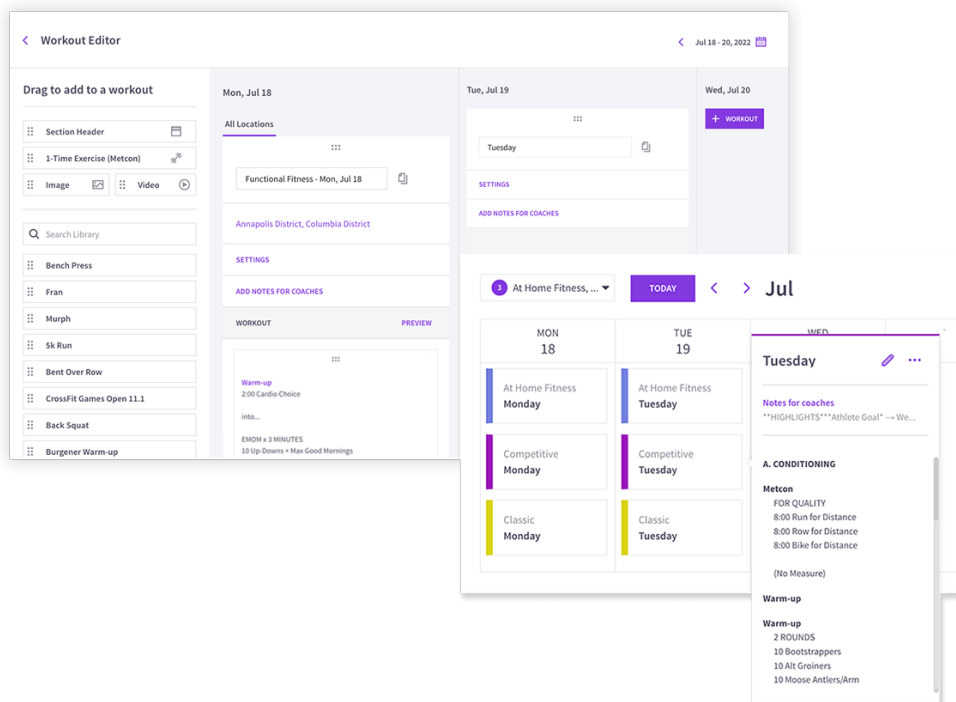 Workout Editor
Jul 18 - 20, 2022
Drag to add to a workout
Section Header
1-Time Exercise (Metcon)
Image
Video
Search Library
Bench Press
Fran
Murph
5k Run
Bent Over Row
CrossFit Games Open 11.1
Back Squat
Burgener Warm-up
Mon, Jul 18
All Locations
Functional Fitness - Mon, Jul 18
Annapolis District, Columbia District
SETTINGS
ADD NOTES FOR COACHES
WORKOUT PREVIEW
Warm-up
2:00 Cardio Choice
into...
EMOM x 3 MINUTES
10 Up-Downs + Max Good Mornings
Tue, Jul 19
Tuesday
SETTINGS
ADD NOTES FOR COACHES
Wed, Jul 20
+ WORKOUT
3 At Home Fitness, ...
TODAY
Jul
MON
18
At Home Fitness
Monday
Competitive
Monday
Classic
Monday
TUE
19
At Home Fitness
Tuesday
Competitive
Tuesday
Classic
Tuesday
WED
Tuesday
Notes for coaches
**HIGHLIGHTS***Athlete Goal* → We...
A. CONDITIONING
Metcon
FOR QUALITY
8:00 Run for Distance
8:00 Row for Distance
8:00 Bike for Distance
(No Measure)
Warm-up
Warm-up
2 ROUNDS
10 Bootstrappers
10 Alt Groiners
10 Moose Antlers/Arm